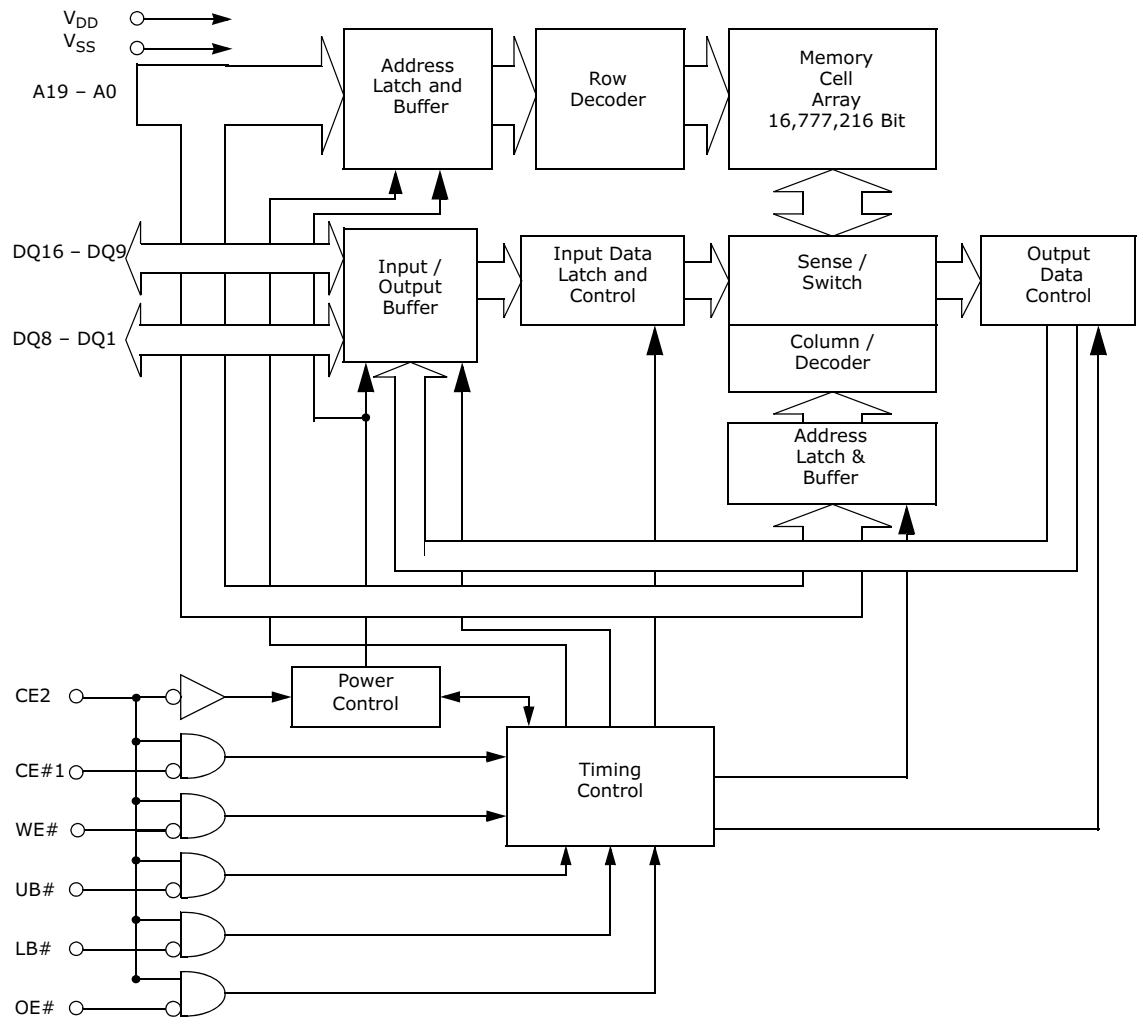 VDD
VSS
A19 – A0
Address
Latch and
Buffer
Row
Decoder
Memory
Cell
Array
16,777,216 Bit
DQ16 – DQ9
DQ8 – DQ1
Input /
Output
Buffer
Input Data
Latch and
Control
Sense /
Switch
Column /
Decoder
Output
Data
Control
Address
Latch &
Buffer
CE2
Power
Control
CE#1
WE#
UB#
LB#
OE#
Timing
Control